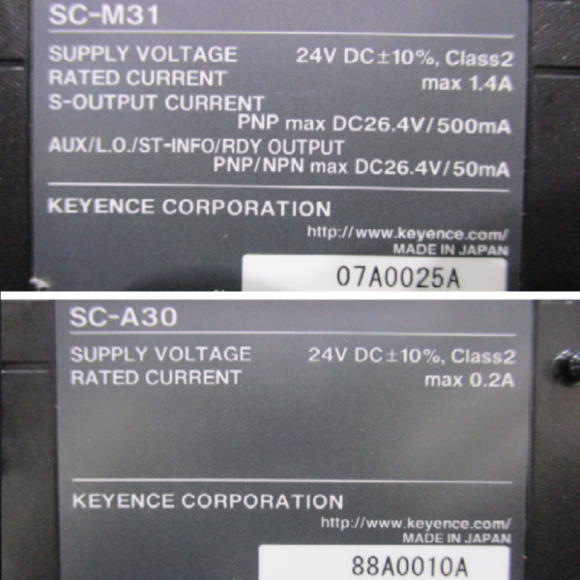 SC-M31
SUPPLY VOLTAGE 24V DC±10%, Class2
RATED CURRENT max 1.4A
S-OUTPUT CURRENT
PNP max DC26.4V/500mA
AUX/L.O./ST-INFO/RDY OUTPUT
PNP/NPN max DC26.4V/50mA
KEYENCE CORPORATION
http://www.keyence.com/
MADE IN JAPAN
07A0025A
SC-A30
SUPPLY VOLTAGE 24V DC±10%, Class2
RATED CURRENT max 0.2A
KEYENCE CORPORATION
http://www.keyence.com/
MADE IN JAPAN
88A0010A